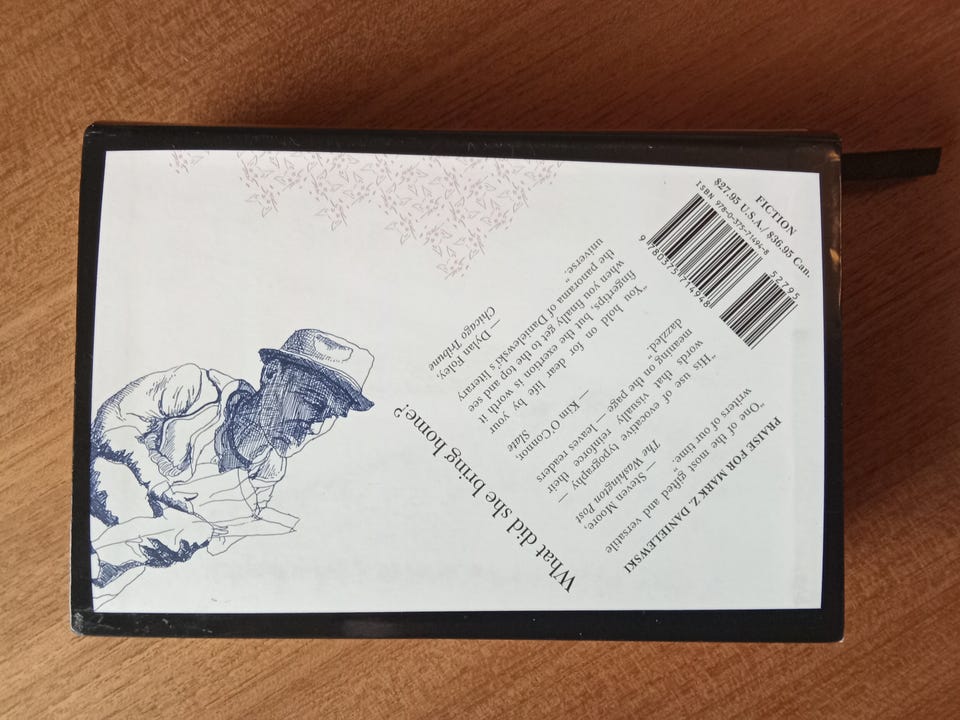 PRAISE FOR MARK Z. DANIELEWSKI
"One of the most gifted and versatile
writers of our time."
— Steven Moore,
The Washington Post
"His use of evocative typography —
words that visually reinforce their
meaning on the page — leaves readers
dazzled."
— Kim O'Connor,
Slate
"You hold on for dear life by your
fingertips, but the exertion is worth it
when you finally get to the top and see
the panorama of Danielewski's literary
universe."
— Dylan Foley,
Chicago Tribune
What did she bring home?
FICTION
$27.95 U.S.A./ $36.95 Can.
ISBN 978-0-375-71494-8
52795
9 780375 714948